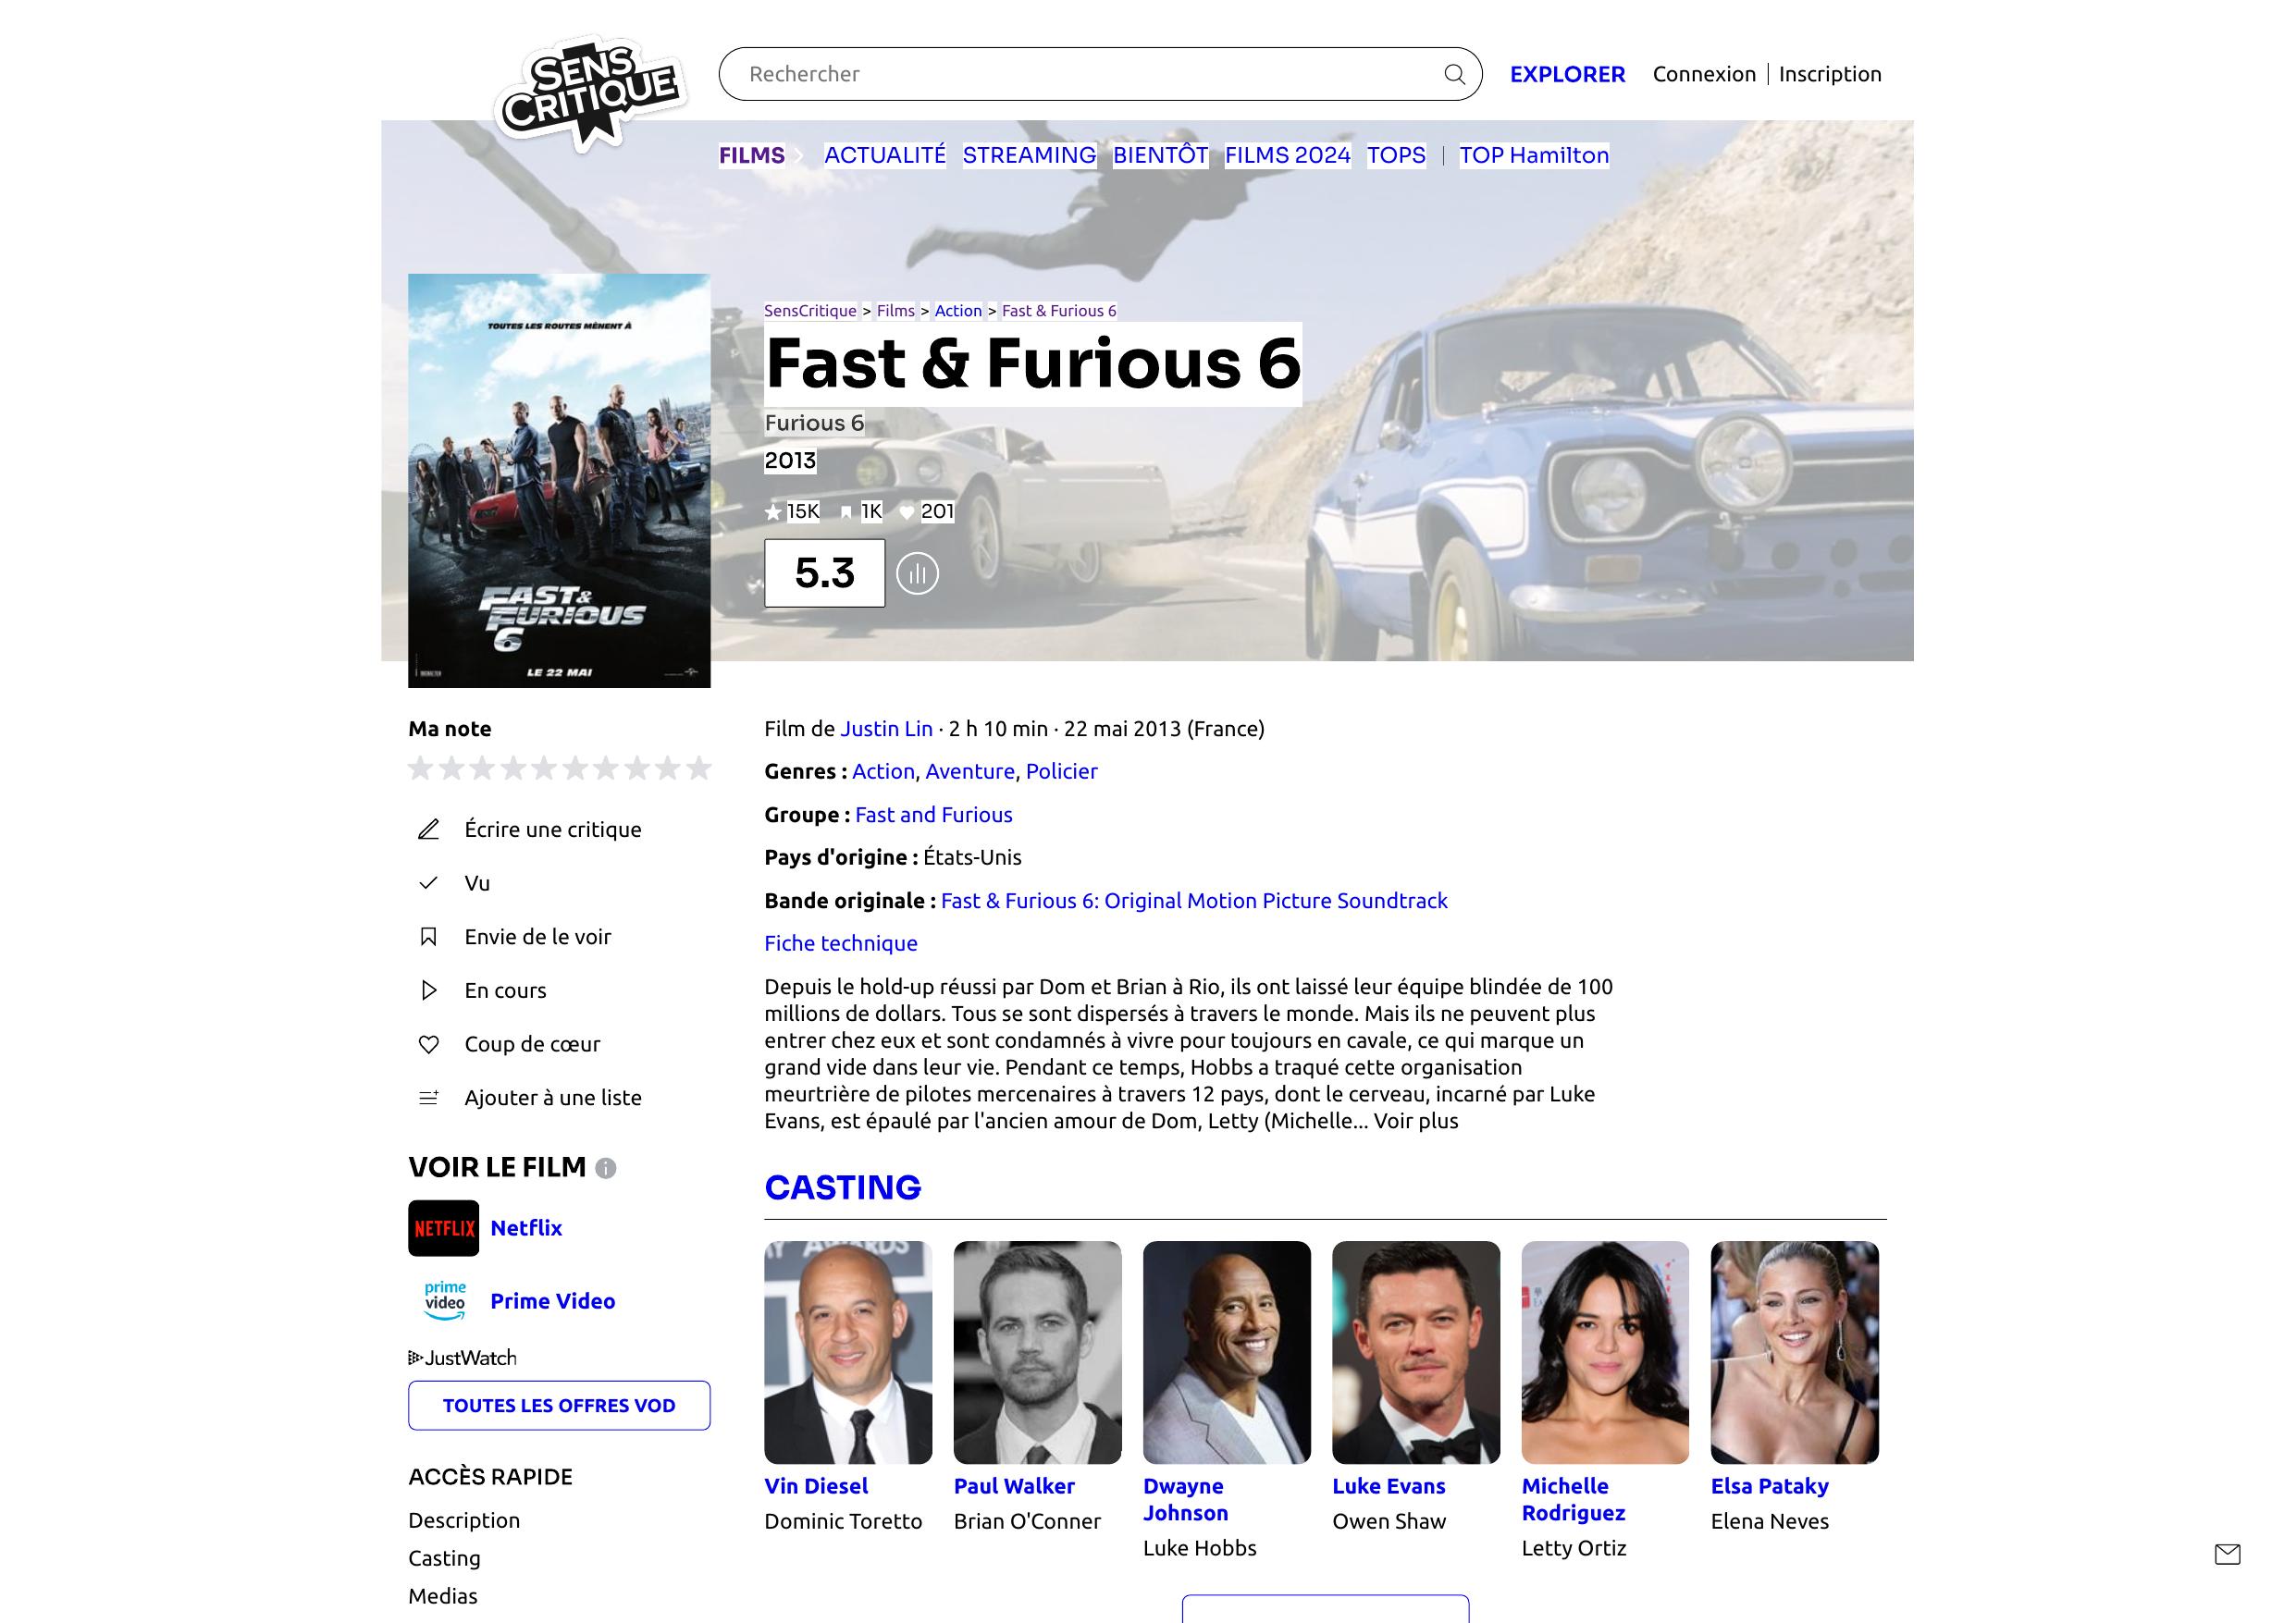 SENS
CRITIQUE
Rechercher
EXPLORER
Connexion | Inscription
FILMS
ACTUALITÉ
STREAMING
BIENTÔT
FILMS 2024
TOPS
|
TOP Hamilton
TOUTES LES ROUTES MÈNENT À
FAST &
FURIOUS
6
LE 22 MAI
SensCritique > Films > Action > Fast & Furious 6
Fast & Furious 6
Furious 6
2013
15K 1K 201
5.3
Ma note
Écrire une critique
Vu
Envie de le voir
En cours
Coup de cœur
Ajouter à une liste
VOIR LE FILM
NETFLIX
Netflix
prime
video
Prime Video
JustWatch
TOUTES LES OFFRES VOD
ACCÈS RAPIDE
Description
Casting
Medias
Film de Justin Lin · 2 h 10 min · 22 mai 2013 (France)
Genres : Action, Aventure, Policier
Groupe : Fast and Furious
Pays d'origine : États-Unis
Bande originale : Fast & Furious 6: Original Motion Picture Soundtrack
Fiche technique
Depuis le hold-up réussi par Dom et Brian à Rio, ils ont laissé leur équipe blindée de 100
millions de dollars. Tous se sont dispersés à travers le monde. Mais ils ne peuvent plus
entrer chez eux et sont condamnés à vivre pour toujours en cavale, ce qui marque un
grand vide dans leur vie. Pendant ce temps, Hobbs a traqué cette organisation
meurtrière de pilotes mercenaires à travers 12 pays, dont le cerveau, incarné par Luke
Evans, est épaulé par l'ancien amour de Dom, Letty (Michelle... Voir plus
CASTING
Vin Diesel
Dominic Toretto
Paul Walker
Brian O'Conner
Dwayne
Johnson
Luke Hobbs
Luke Evans
Owen Shaw
Michelle
Rodriguez
Letty Ortiz
Elsa Pataky
Elena Neves